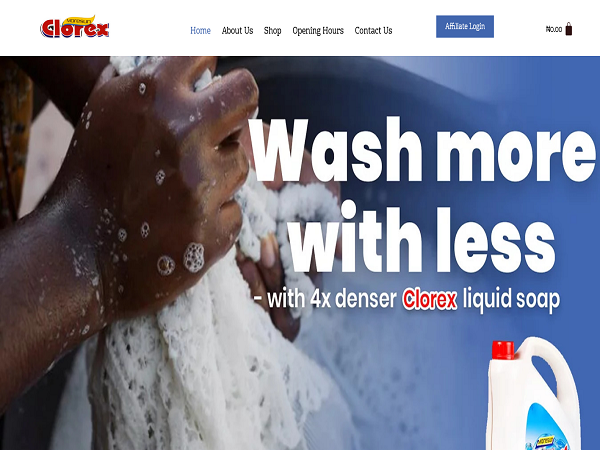 Clorex
Home About Us Shop Opening Hours Contact Us
Affiliate Login
₦0.00
Wash more
with less
- with 4x denser Clorex liquid soap